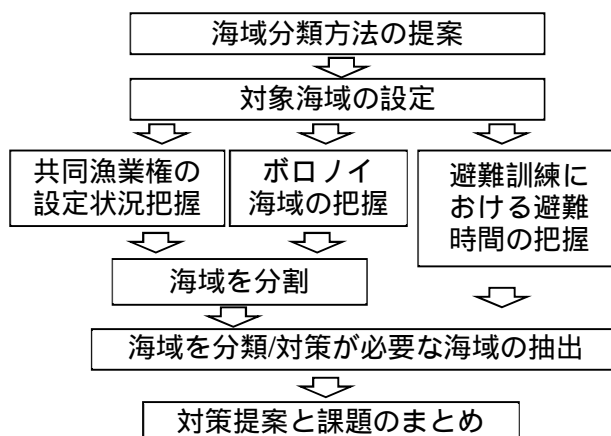 海域分類方法の提案
対象海域の設定
共同漁業権の
設定状況把握
ボロノイ
海域の把握
避難訓練に
おける避難
時間の把握
海域を分割
海域を分類/対策が必要な海域の抽出
対策提案と課題のまとめ